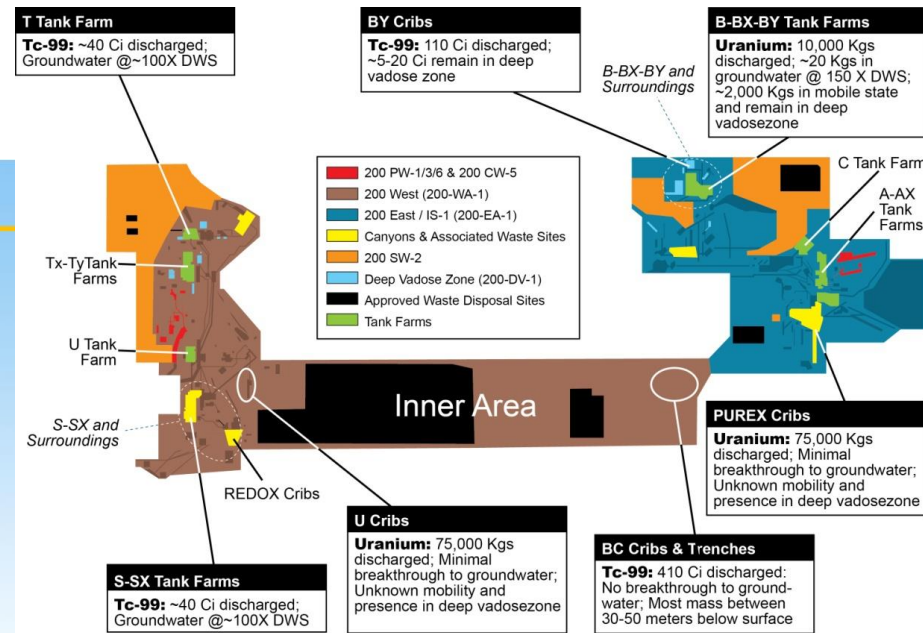 T Tank Farm
Tc-99: ~40 Ci discharged;
Groundwater @~100X DWS
BY Cribs
Tc-99: 110 Ci discharged;
~5-20 Ci remain in deep
vadose zone
B-BX-BY Tank Farms
Uranium: 10,000 Kgs
discharged; ~20 Kgs in
groundwater @ 150 X DWS;
~2,000 Kgs in mobile state
and remain in deep
vadosezone
B-BX-BY and
Surroundings
200 PW-1/3/6 & 200 CW-5
200 West (200-WA-1)
200 East / IS-1 (200-EA-1)
Canyons & Associated Waste Sites
200 SW-2
Deep Vadose Zone (200-DV-1)
Approved Waste Disposal Sites
Tank Farms
C Tank Farm
A-AX
Tank
Farms
Tx-TyTank
Farms
U Tank
Farm
S-SX and
Surroundings
REDOX Cribs
Inner Area
PUREX Cribs
Uranium: 75,000 Kgs
discharged; Minimal
breakthrough to groundwater;
Unknown mobility and
presence in deep vadosezone
U Cribs
Uranium: 75,000 Kgs
discharged; Minimal
breakthrough to groundwater;
Unknown mobility and
presence in deep vadosezone
BC Cribs & Trenches
Tc-99: 410 Ci discharged:
No breakthrough to ground-
water; Most mass between
30-50 meters below surface
S-SX Tank Farms
Tc-99: ~40 Ci discharged;
Groundwater @~100X DWS